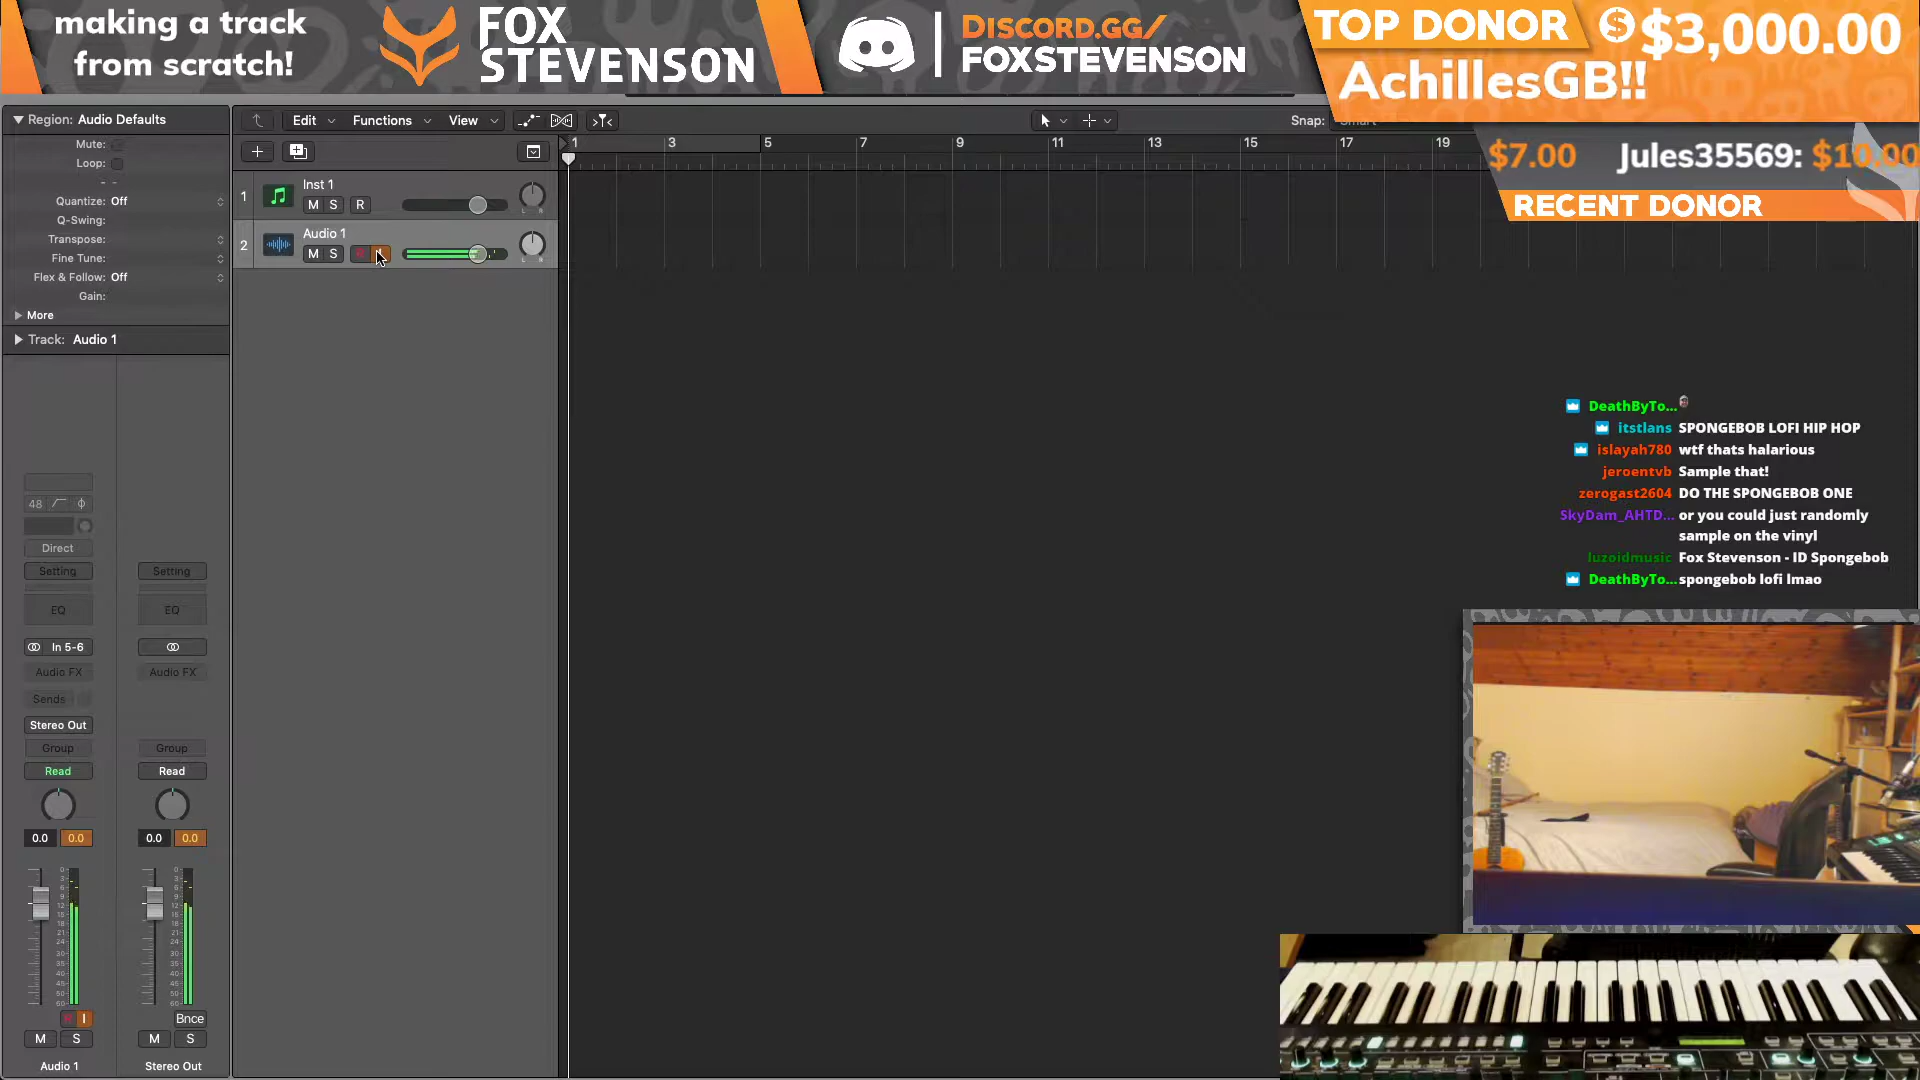 making a track
from scratch!
FOX
STEVENSON
DISCORD.GG/
FOXSTEVENSON
TOP DONOR
$3,000.00
AchillesGB!!
$7.00 Jules35569: $10.00
RECENT DONOR
Region: Audio Defaults
Mute:
Loop:
Quantize: Off
Q-Swing:
Transpose:
Fine Tune:
Flex & Follow: Off
Gain:
More
Track: Audio 1
Edit
Functions
View
Snap: Smart
1 3 5 7 9 11 13 15 17 19
1
Inst 1
M S R
2
Audio 1
M S R I
48
Direct
Setting
Setting
EQ
EQ
In 5-6
Audio FX
Audio FX
Sends
Stereo Out
Group
Group
Read
Read
0.0 0.0
0.0 0.0
R I
Bnce
M S
M S
Audio 1
Stereo Out
DeathByTo...
itstlans SPONGEBOB LOFI HIP HOP
islayah780 wtf thats halarious
jeroentvb Sample that!
zerogast2604 DO THE SPONGEBOB ONE
SkyDam_AHTD... or you could just randomly
sample on the vinyl
luzoidmusic Fox Stevenson - ID Spongebob
DeathByTo... spongebob lofi lmao